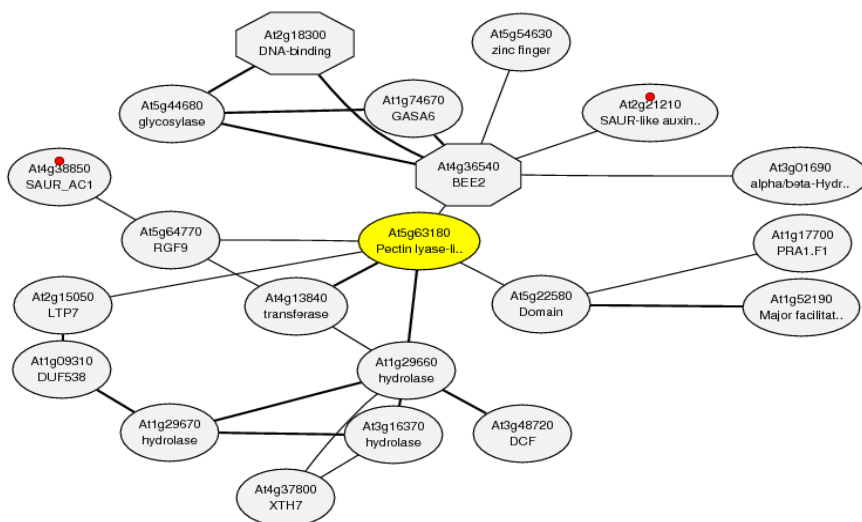 At2g18300
DNA-binding
At5g54630
zinc finger
At5g44680
glycosylase
At1g74670
GASA6
At2g21210
SAUR-like auxin..
At4g38850
SAUR_AC1
At4g36540
BEE2
At3g01690
alpha/beta-Hydr..
At5g64770
RGF9
At5g63180
Pectin lyase-li..
At1g17700
PRA1.F1
At2g15050
LTP7
At4g13840
transferase
At5g22580
Domain
At1g52190
Major facilitat..
At1g09310
DUF538
At1g29660
hydrolase
At1g29670
hydrolase
At3g16370
hydrolase
At3g48720
DCF
At4g37800
XTH7